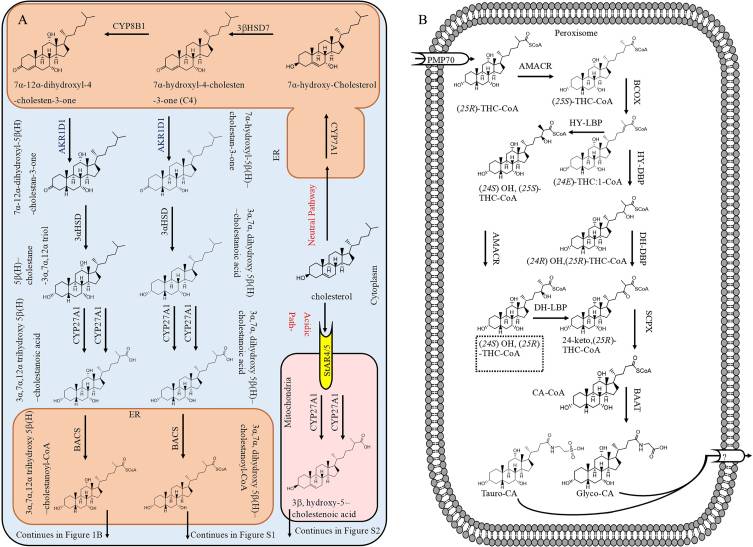 A
CYP8B1
3βHSD7
7α-12α-dihydroxyl-4
-cholesten-3-one
7α-hydroxyl-4-cholesten
-3-one (C4)
7α-hydroxy-Cholesterol
AKR1D1
AKR1D1
CYP7A1
ER
7α-12α-dihydroxyl-5β(H)
-cholestan-3-one
7α-hydroxyl-5β(H)–
cholestan-3-one
3αHSD
3αHSD
Neutral Pathway
5β(H)–
cholestane
-3α,7α,12α triol
3α,7α, dihydroxy 5β(H)
–cholestanoic acid
cholesterol
Cytoplasm
CYP27A1
CYP27A1
Acidic
Path-
StAR4/5
3α,7α,12α trihydroxy 5β(H)
–cholestanoic acid
3α,7α, dihydroxy 5β(H)–
cholestanoic acid
Mitochondria
CYP27A1
CYP27A1
ER
BACS
BACS
3α,7α,12α trihydroxy 5β(H)
–cholestanoyl-CoA
3α,7α, dihydroxy 5β(H)–
cholestanoyl-CoA
3β, hydroxy-5–
cholestenoic acid
Continues in Figure 1B
Continues in Figure S1
Continues in Figure S2
B
Peroxisome
PMP70
AMACR
(25R)-THC-CoA
(25S)-THC-CoA
BCOX
HY-LBP
(24S) OH, (25S)-
THC-CoA
(24E)-THC:1-CoA
HY-DBP
AMACR
(24R) OH,(25R)-THC-CoA
DH-DBP
DH-LBP
(24S) OH, (25R)
-THC-CoA
24-keto,(25R)-
THC-CoA
SCPX
CA-CoA
BAAT
Tauro-CA
Glyco-CA
?